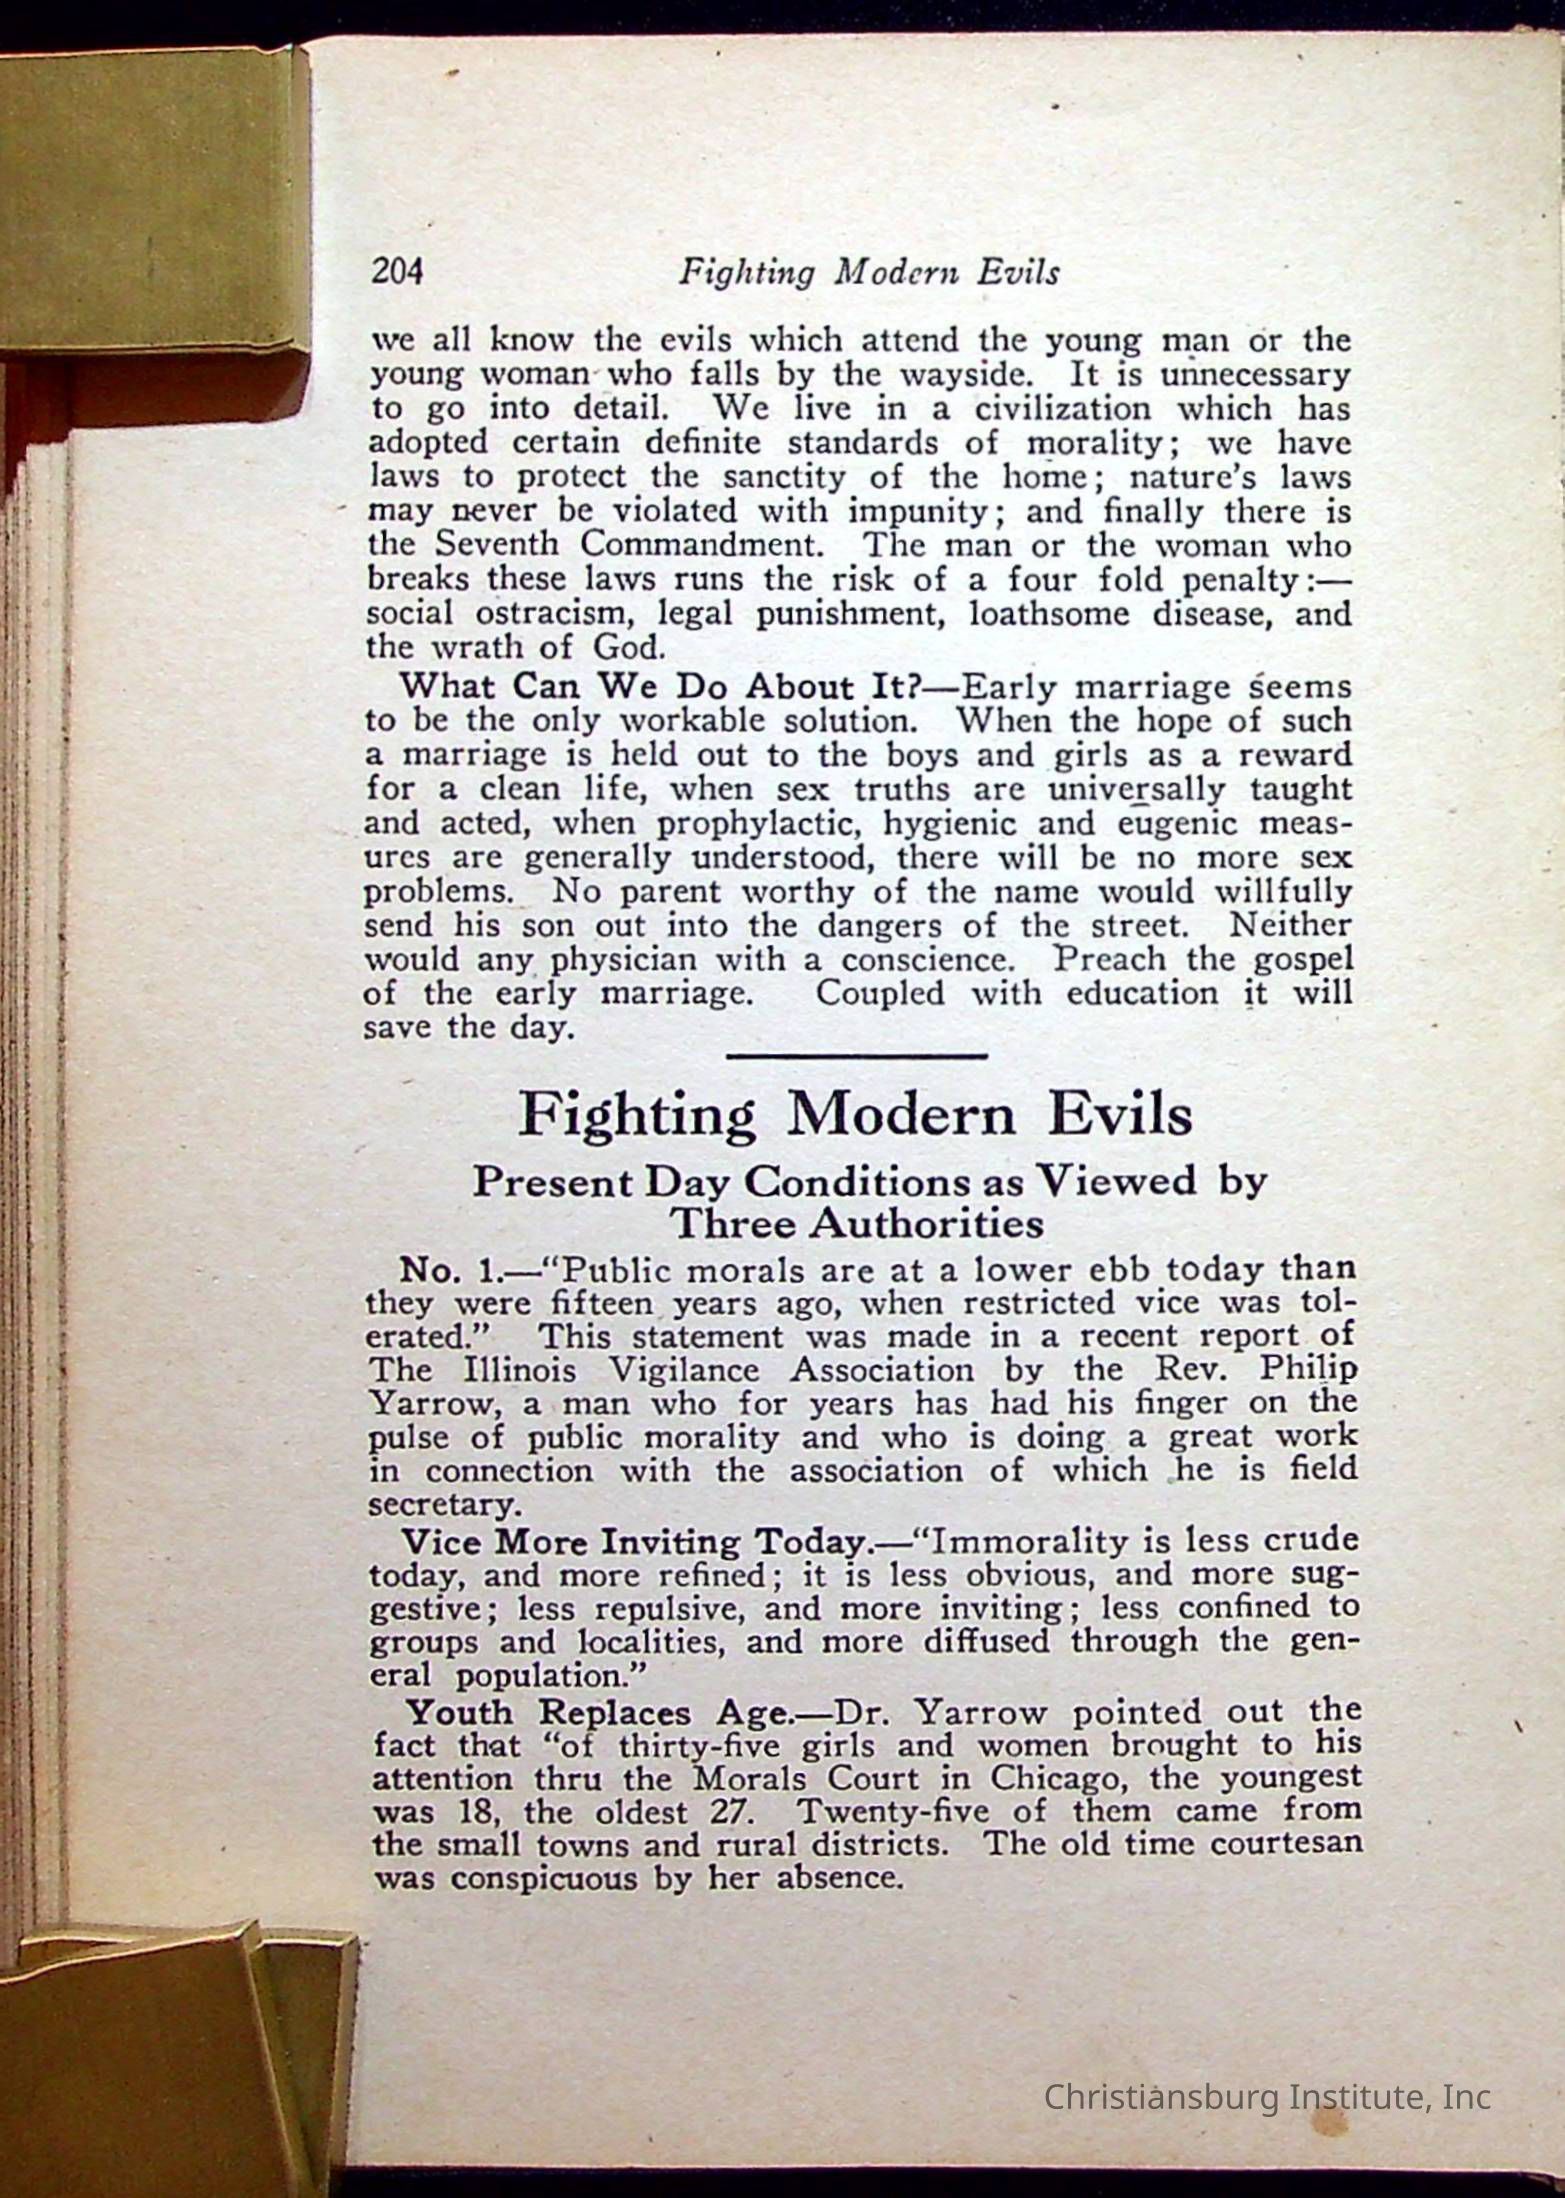 204 Fighting Modern Evils
we all know the evils which attend the young man or the
young woman who falls by the wayside. It is unnecessary
to go into detail. We live in a civilization which has
adopted certain definite standards of morality; we have
laws to protect the sanctity of the home; nature's laws
may never be violated with impunity; and finally there is
the Seventh Commandment. The man or the woman who
breaks these laws runs the risk of a four fold penalty:—
social ostracism, legal punishment, loathsome disease, and
the wrath of God.
What Can We Do About It?—Early marriage seems
to be the only workable solution. When the hope of such
a marriage is held out to the boys and girls as a reward
for a clean life, when sex truths are universally taught
and acted, when prophylactic, hygienic and eugenic meas-
ures are generally understood, there will be no more sex
problems. No parent worthy of the name would willfully
send his son out into the dangers of the street. Neither
would any physician with a conscience. Preach the gospel
of the early marriage. Coupled with education it will
save the day.
Fighting Modern Evils
Present Day Conditions as Viewed by
Three Authorities
No. 1.—“Public morals are at a lower ebb today than
they were fifteen years ago, when restricted vice was tol-
erated.” This statement was made in a recent report of
The Illinois Vigilance Association by the Rev. Philip
Yarrow, a man who for years has had his finger on the
pulse of public morality and who is doing a great work
in connection with the association of which he is field
secretary.
Vice More Inviting Today.—“Immorality is less crude
today, and more refined; it is less obvious, and more sug-
gestive; less repulsive, and more inviting; less confined to
groups and localities, and more diffused through the gen-
eral population.”
Youth Replaces Age.—Dr. Yarrow pointed out the
fact that “of thirty-five girls and women brought to his
attention thru the Morals Court in Chicago, the youngest
was 18, the oldest 27. Twenty-five of them came from
the small towns and rural districts. The old time courtesan
was conspicuous by her absence.
Christiansburg Institute, Inc